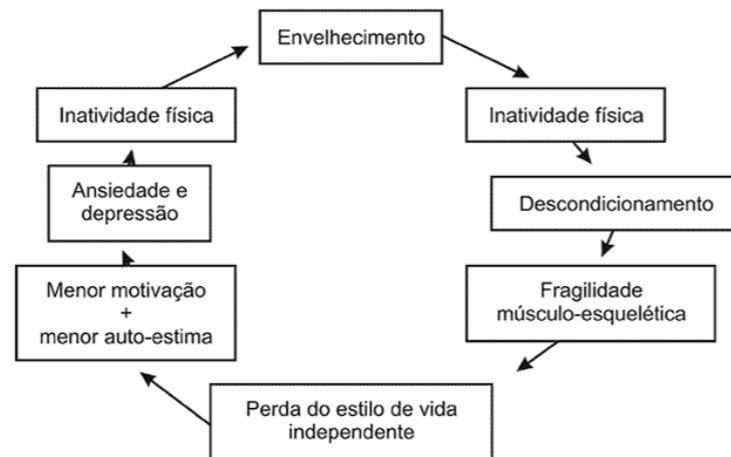 Envelhecimento
Inatividade física
Inatividade física
Ansiedade e
depressão
Descondicionamento
Menor motivação
+
menor auto-estima
Fragilidade
músculo-esquelética
Perda do estilo de vida
independente